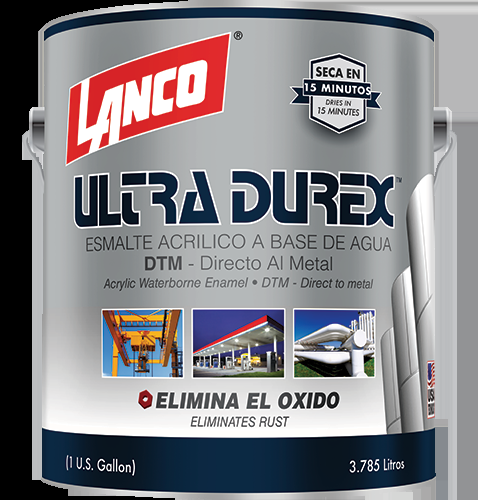 LANCO®
SECA EN
15 MINUTOS
DRIES IN
15 MINUTES
ULTRA DUREX™
ESMALTE ACRILICO A BASE DE AGUA
DTM - Directo Al Metal
Acrylic Waterborne Enamel • DTM - Direct to metal
ELIMINA EL OXIDO
ELIMINATES RUST
(1 U.S. Gallon)
3.785 Litros